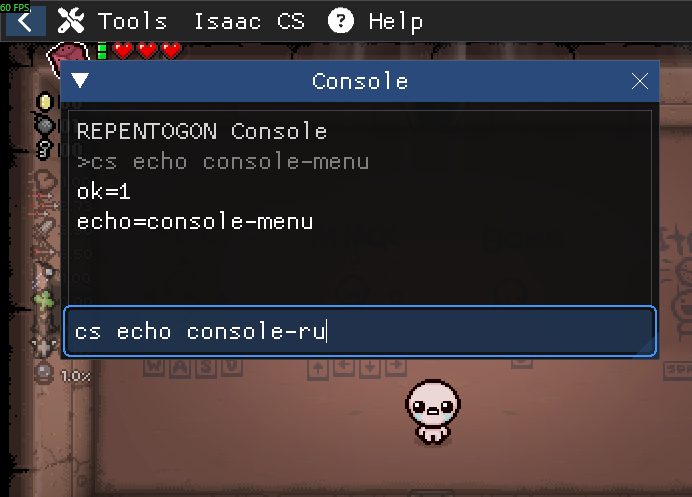 60 FPS
Tools Isaac CS ? Help
Console
REPENTOGON Console
>cs echo console-menu
ok=1
echo=console-menu
cs echo console-ru
W A S V
1.0%